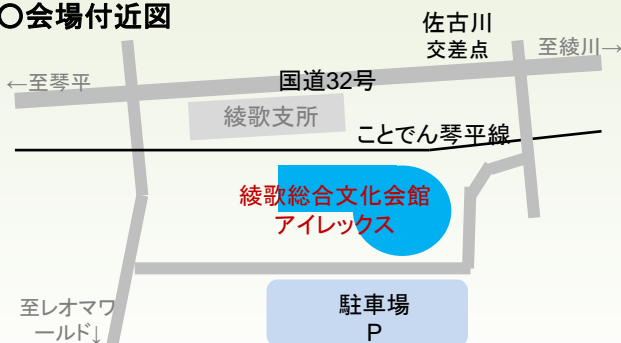 〇会場付近図
佐古川
交差点
至綾川→
←至琴平
国道32号
綾歌支所
ことでん琴平線
綾歌総合文化会館
アイレックス
至レオマワ
ールド↓
駐車場
P